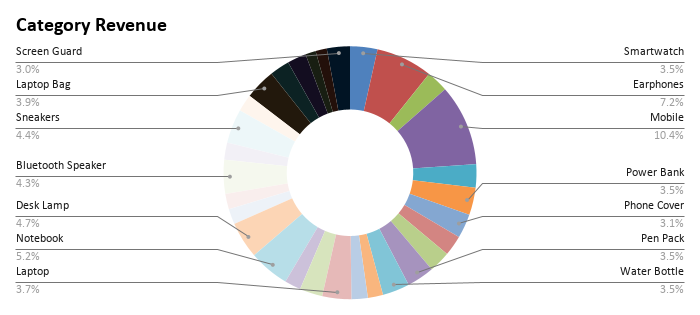 Category Revenue
Screen Guard
3.0%
Laptop Bag
3.9%
Sneakers
4.4%
Bluetooth Speaker
4.3%
Desk Lamp
4.7%
Notebook
5.2%
Laptop
3.7%
Smartwatch
3.5%
Earphones
7.2%
Mobile
10.4%
Power Bank
3.5%
Phone Cover
3.1%
Pen Pack
3.5%
Water Bottle
3.5%